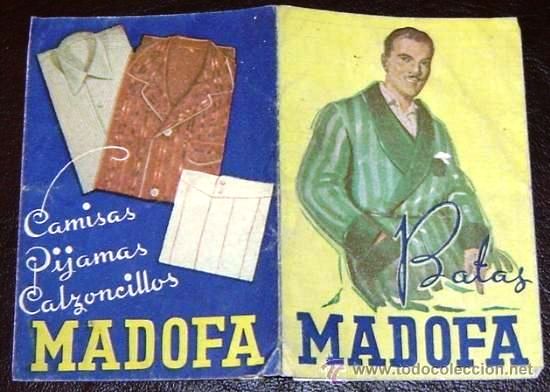 Camisas
Pijamas
Calzoncillos
MADOFA
Batas
MADOFA
© www.todocoleccion.net